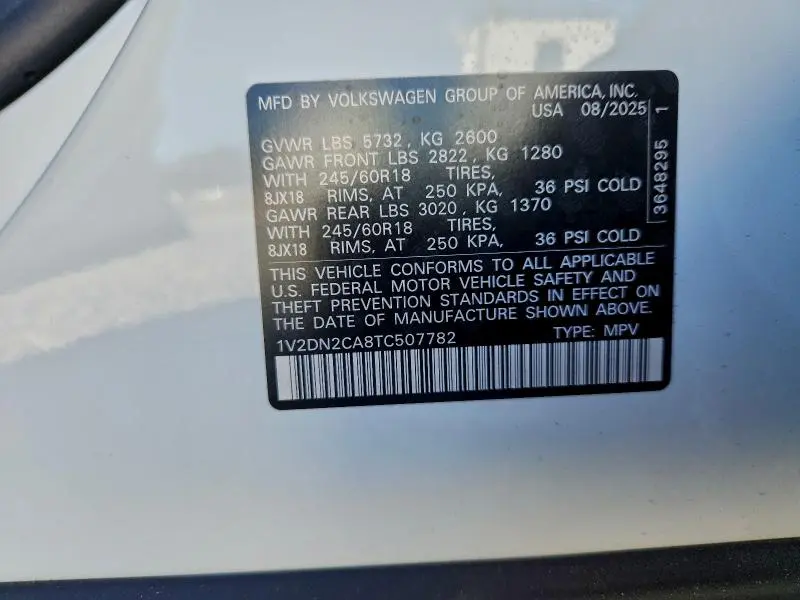 MFD BY VOLKSWAGEN GROUP OF AMERICA, INC.
USA 08/2025
GVWR LBS 5732, KG 2600
GAWR FRONT LBS 2822, KG 1280
WITH 245/60R18 TIRES,
8JX18 RIMS, AT 250 KPA, 36 PSI COLD
GAWR REAR LBS 3020, KG 1370
WITH 245/60R18 TIRES,
8JX18 RIMS, AT 250 KPA, 36 PSI COLD
THIS VEHICLE CONFORMS TO ALL APPLICABLE
U.S. FEDERAL MOTOR VEHICLE SAFETY AND
THEFT PREVENTION STANDARDS IN EFFECT ON
THE DATE OF MANUFACTURE SHOWN ABOVE.
1V2DN2CA8TC507782 TYPE: MPV
3648295 1